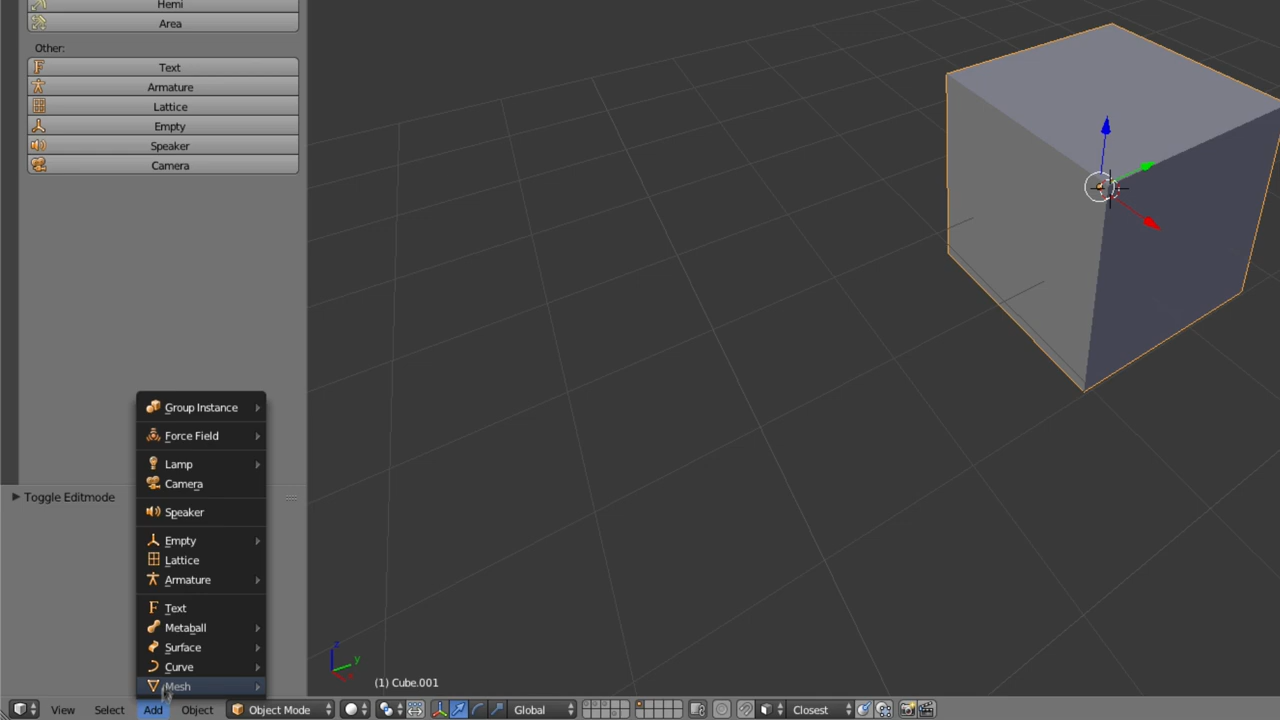 Hemi
Area
Other:
Text
Armature
Lattice
Empty
Speaker
Camera
Group Instance
Force Field
Lamp
Camera
Speaker
Empty
Lattice
Armature
Text
Metaball
Surface
Curve
Mesh
Toggle Editmode
z
y
(1) Cube.001
View Select Add Object Object Mode Global Closest